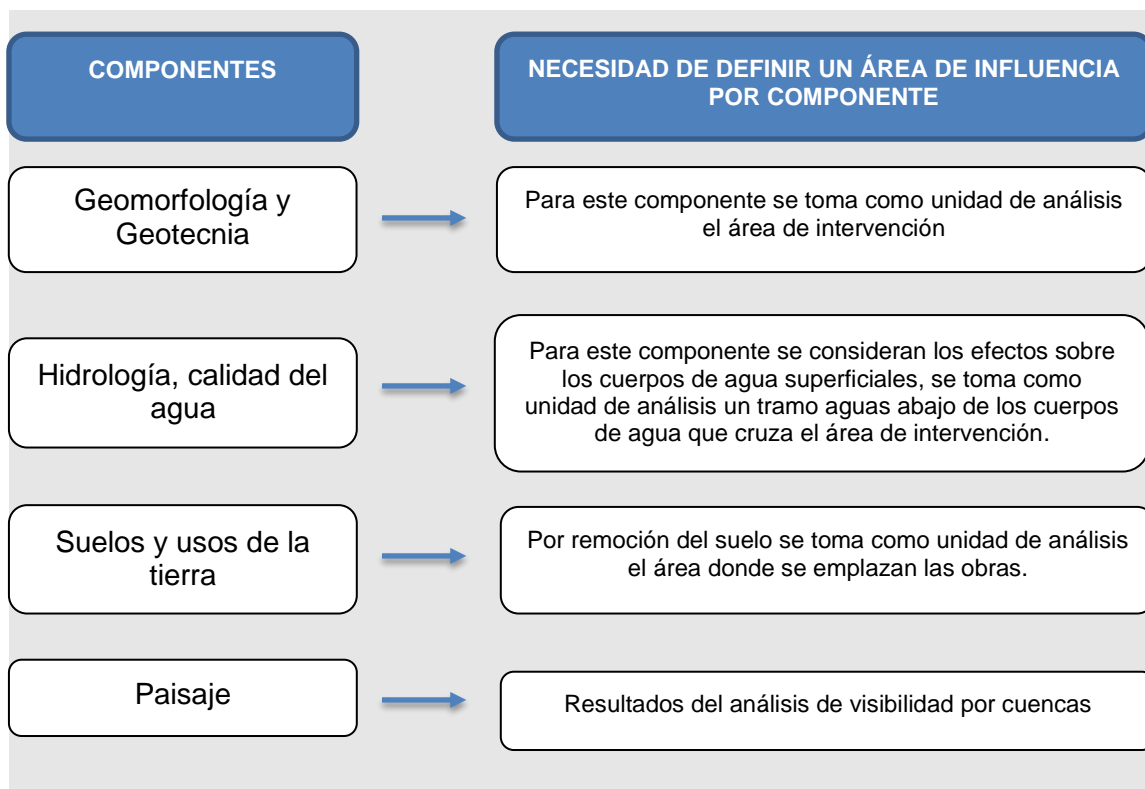 COMPONENTES
NECESIDAD DE DEFINIR UN ÁREA DE INFLUENCIA
POR COMPONENTE
Geomorfología y
Geotecnia
Para este componente se toma como unidad de análisis
el área de intervención
Hidrología, calidad del
agua
Para este componente se consideran los efectos sobre
los cuerpos de agua superficiales, se toma como
unidad de análisis un tramo aguas abajo de los cuerpos
de agua que cruza el área de intervención.
Suelos y usos de la
tierra
Por remoción del suelo se toma como unidad de análisis
el área donde se emplazan las obras.
Paisaje
Resultados del análisis de visibilidad por cuencas